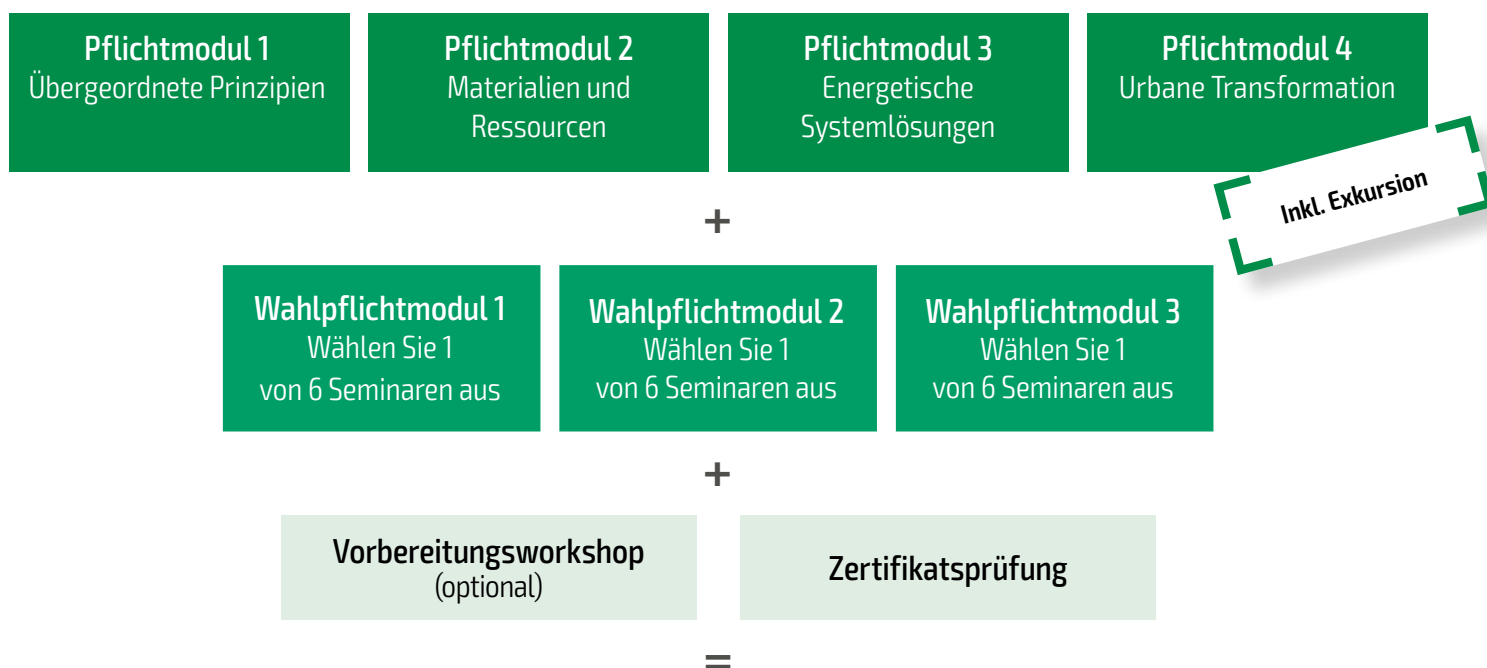 Pflichtmodul 1
Übergeordnete Prinzipien
Pflichtmodul 2
Materialien und
Ressourcen
Pflichtmodul 3
Energetische
Systemlösungen
Pflichtmodul 4
Urbane Transformation
Inkl. Exkursion
+
Wahlpflichtmodul 1
Wählen Sie 1
von 6 Seminaren aus
Wahlpflichtmodul 2
Wählen Sie 1
von 6 Seminaren aus
Wahlpflichtmodul 3
Wählen Sie 1
von 6 Seminaren aus
+
Vorbereitungsworkshop
(optional)
Zertifikatsprüfung
=